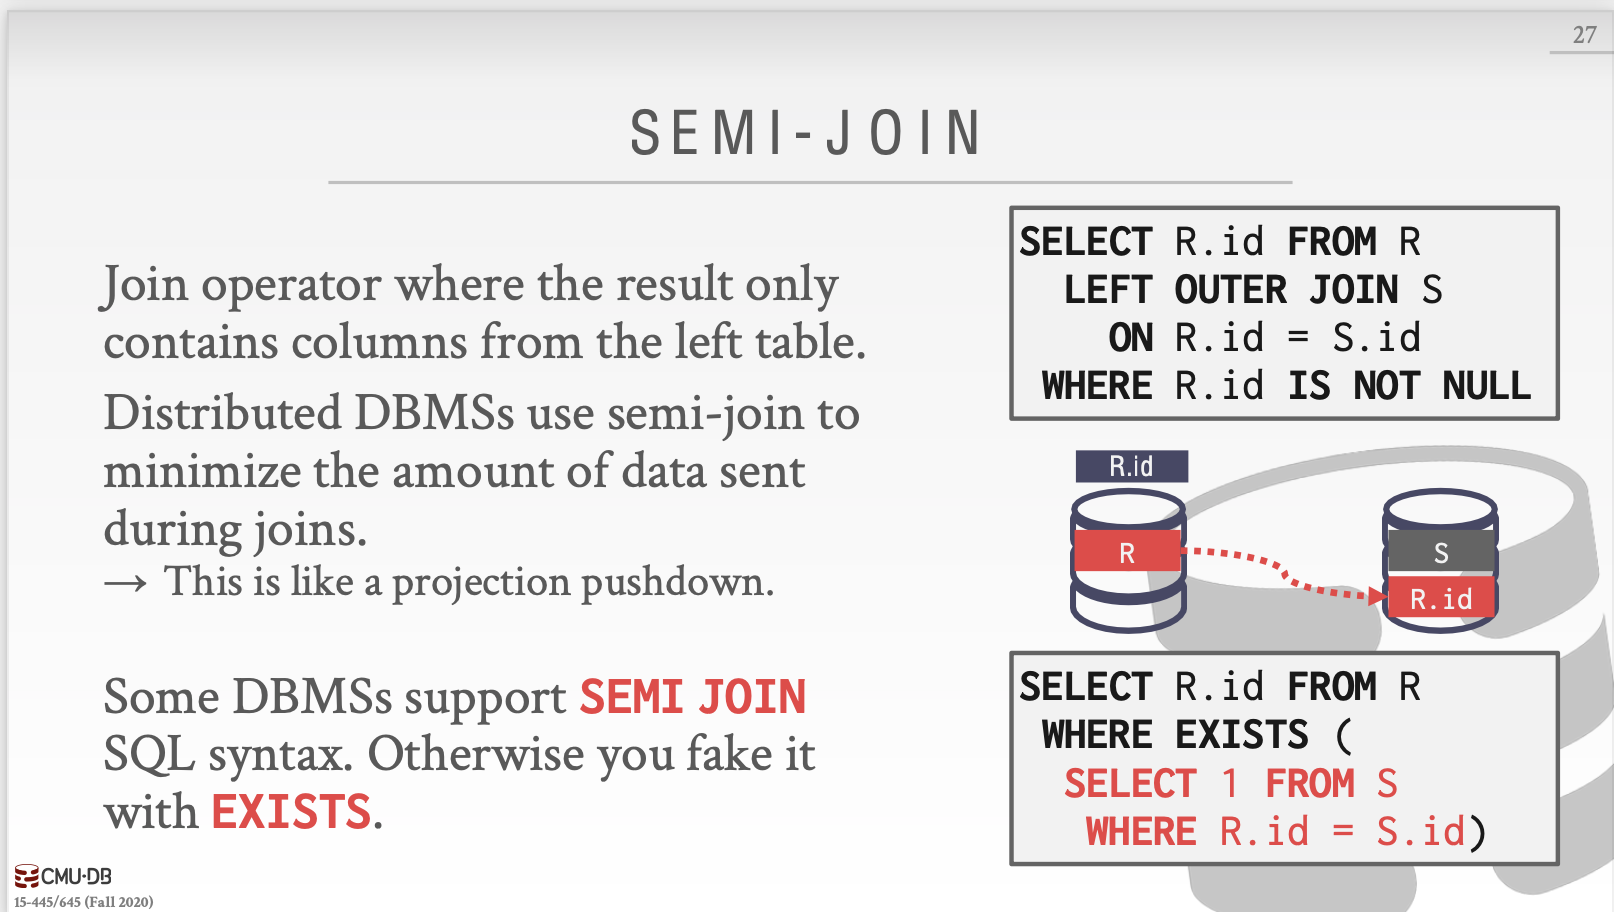 27
SEMI-JOIN
Join operator where the result only
contains columns from the left table.
Distributed DBMSs use semi-join to
minimize the amount of data sent
during joins.
→ This is like a projection pushdown.
Some DBMSs support SEMI JOIN
SQL syntax. Otherwise you fake it
with EXISTS.
SELECT R.id FROM R
LEFT OUTER JOIN S
ON R.id = S.id
WHERE R.id IS NOT NULL
R.id
R
S
R.id
SELECT R.id FROM R
WHERE EXISTS (
SELECT 1 FROM S
WHERE R.id = S.id)
CMU·DB
15-445/645 (Fall 2020)